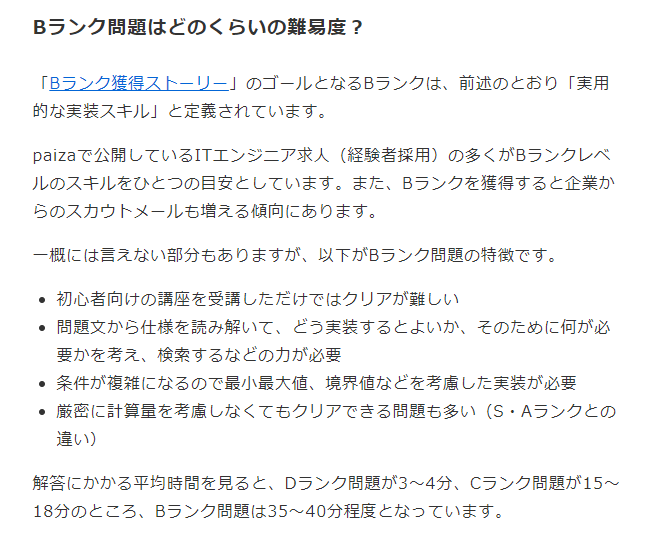 Bランク問題はどのくらいの難易度？
「Bランク獲得ストーリー」のゴールとなるBランクは、前述のとおり「実用
的な実装スキル」と定義されています。
paizaで公開しているITエンジニア求人（経験者採用）の多くがBランクレベ
ルのスキルをひとつの目安としています。また、Bランクを獲得すると企業か
らのスカウトメールも増える傾向にあります。
一概には言えない部分もありますが、以下がBランク問題の特徴です。
• 初心者向けの講座を受講しただけではクリアが難しい
• 問題文から仕様を読み解いて、どう実装するとよいか、そのために何が必
要かを考え、検索するなどの力が必要
• 条件が複雑になるので最小最大値、境界値などを考慮した実装が必要
• 厳密に計算量を考慮しなくてもクリアできる問題も多い（S・Aランクとの
違い）
解答にかかる平均時間を見ると、Dランク問題が3～4分、Cランク問題が15～
18分のところ、Bランク問題は35～40分程度となっています。